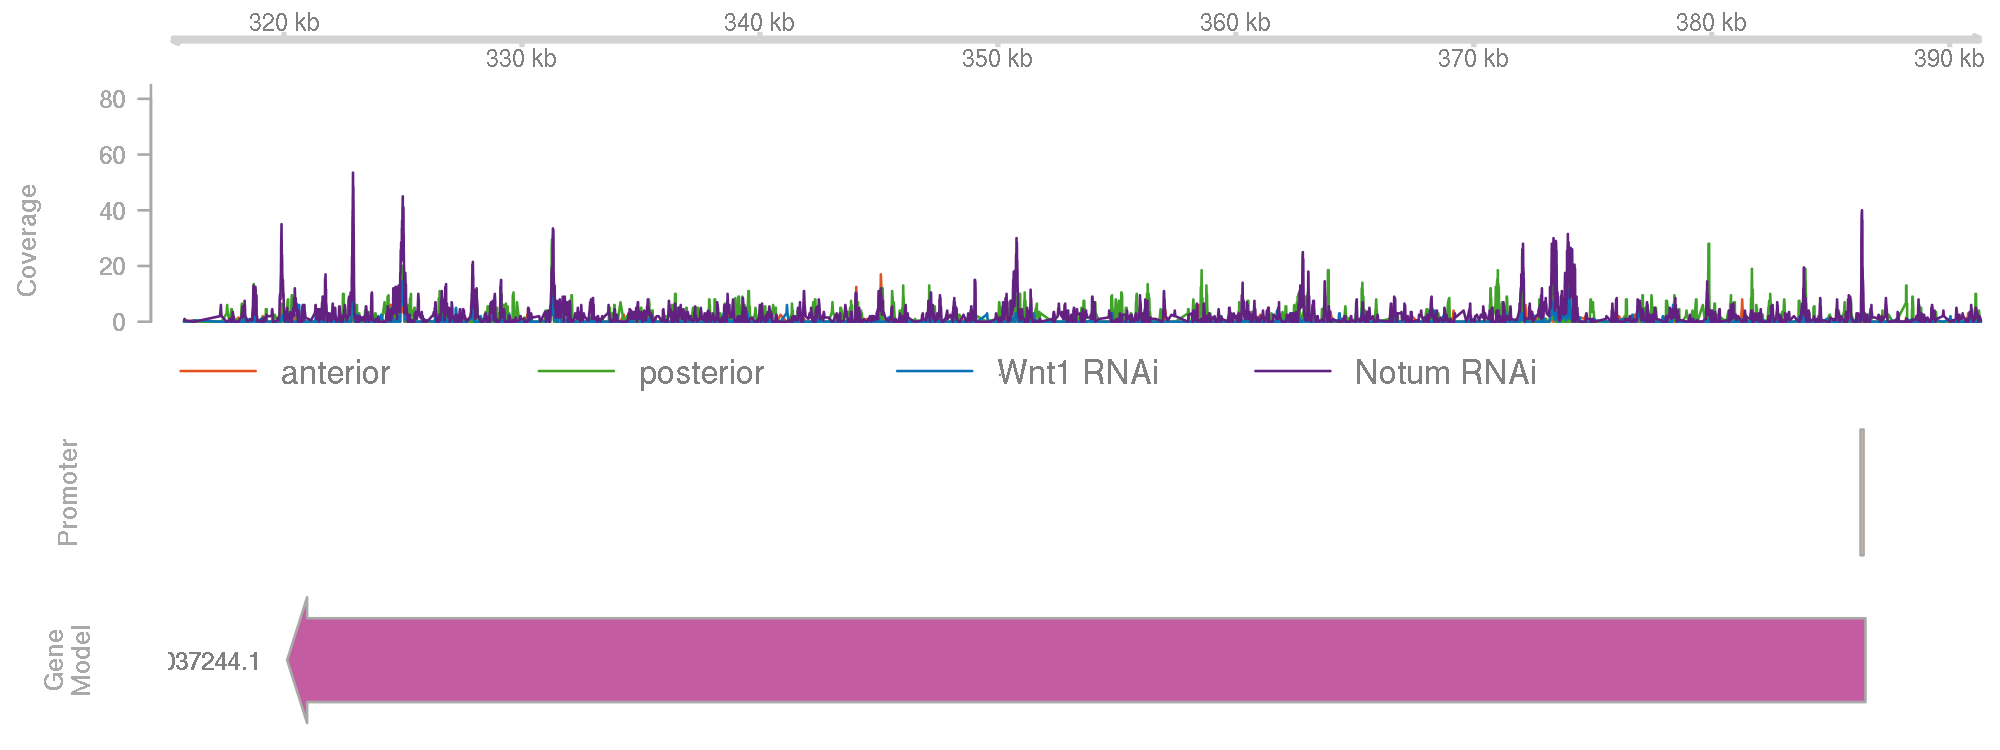 320 kb 340 kb 360 kb 380 kb
330 kb 350 kb 370 kb 390 kb
Coverage
80
60
40
20
0
anterior posterior Wnt1 RNAi Notum RNAi
Promoter
Gene
Model
037244.1